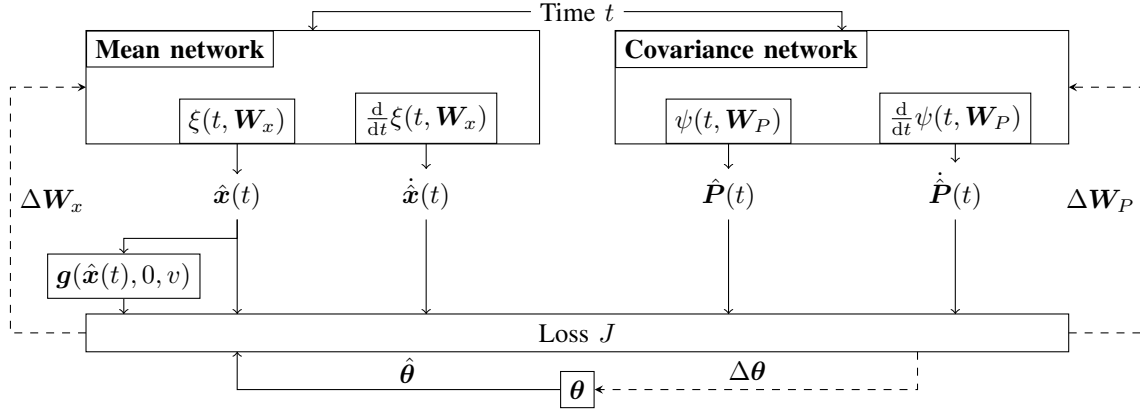 Time t
Mean network
Covariance network
ξ(t, W_x)
d/dt ξ(t, W_x)
ψ(t, W_P)
d/dt ψ(t, W_P)
ΔW_x
x̂(t)
ẋ̂(t)
P̂(t)
Ṗ̂(t)
ΔW_P
g(x̂(t), 0, v)
Loss J
θ̂
θ
Δθ